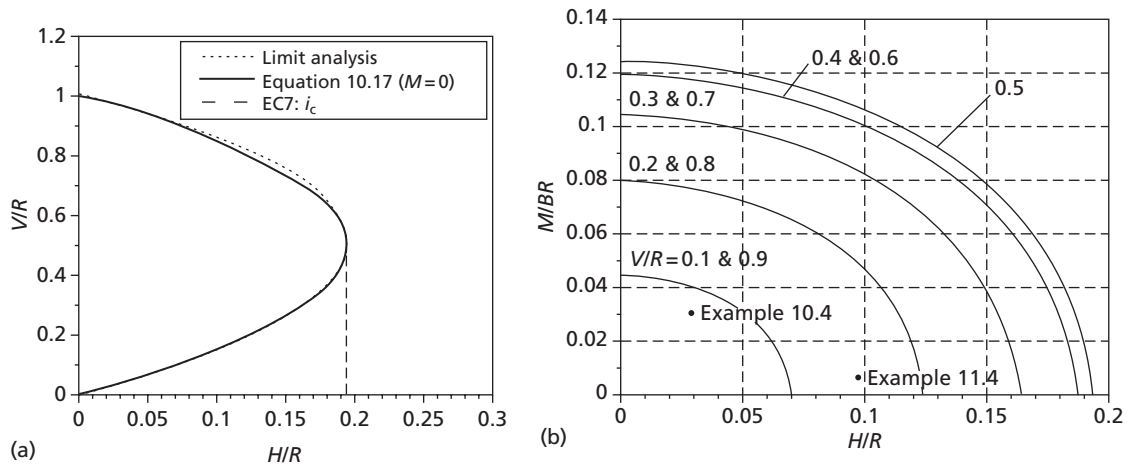 1.2
1
0.8
0.6
0.4
0.2
0
V/R
Limit analysis
Equation 10.17 (M=0)
EC7: i_c
0 0.05 0.1 0.15 0.2 0.25 0.3
H/R
(a)
0.14
0.12
0.1
0.08
0.06
0.04
0.02
0
M/BR
0.4 & 0.6
0.5
0.3 & 0.7
0.2 & 0.8
V/R=0.1 & 0.9
Example 10.4
Example 11.4
0 0.05 0.1 0.15 0.2
H/R
(b)